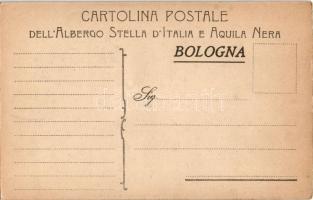 CARTOLINA POSTALE
DELL'ALBERGO STELLA D'ITALIA E AQUILA NERA
BOLOGNA
Sig.